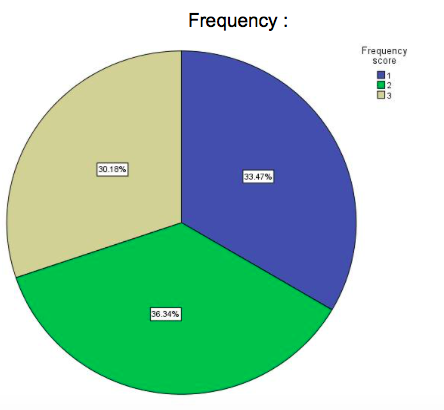 Frequency :
Frequency
score
1
2
3
30.18%
33.47%
36.34%